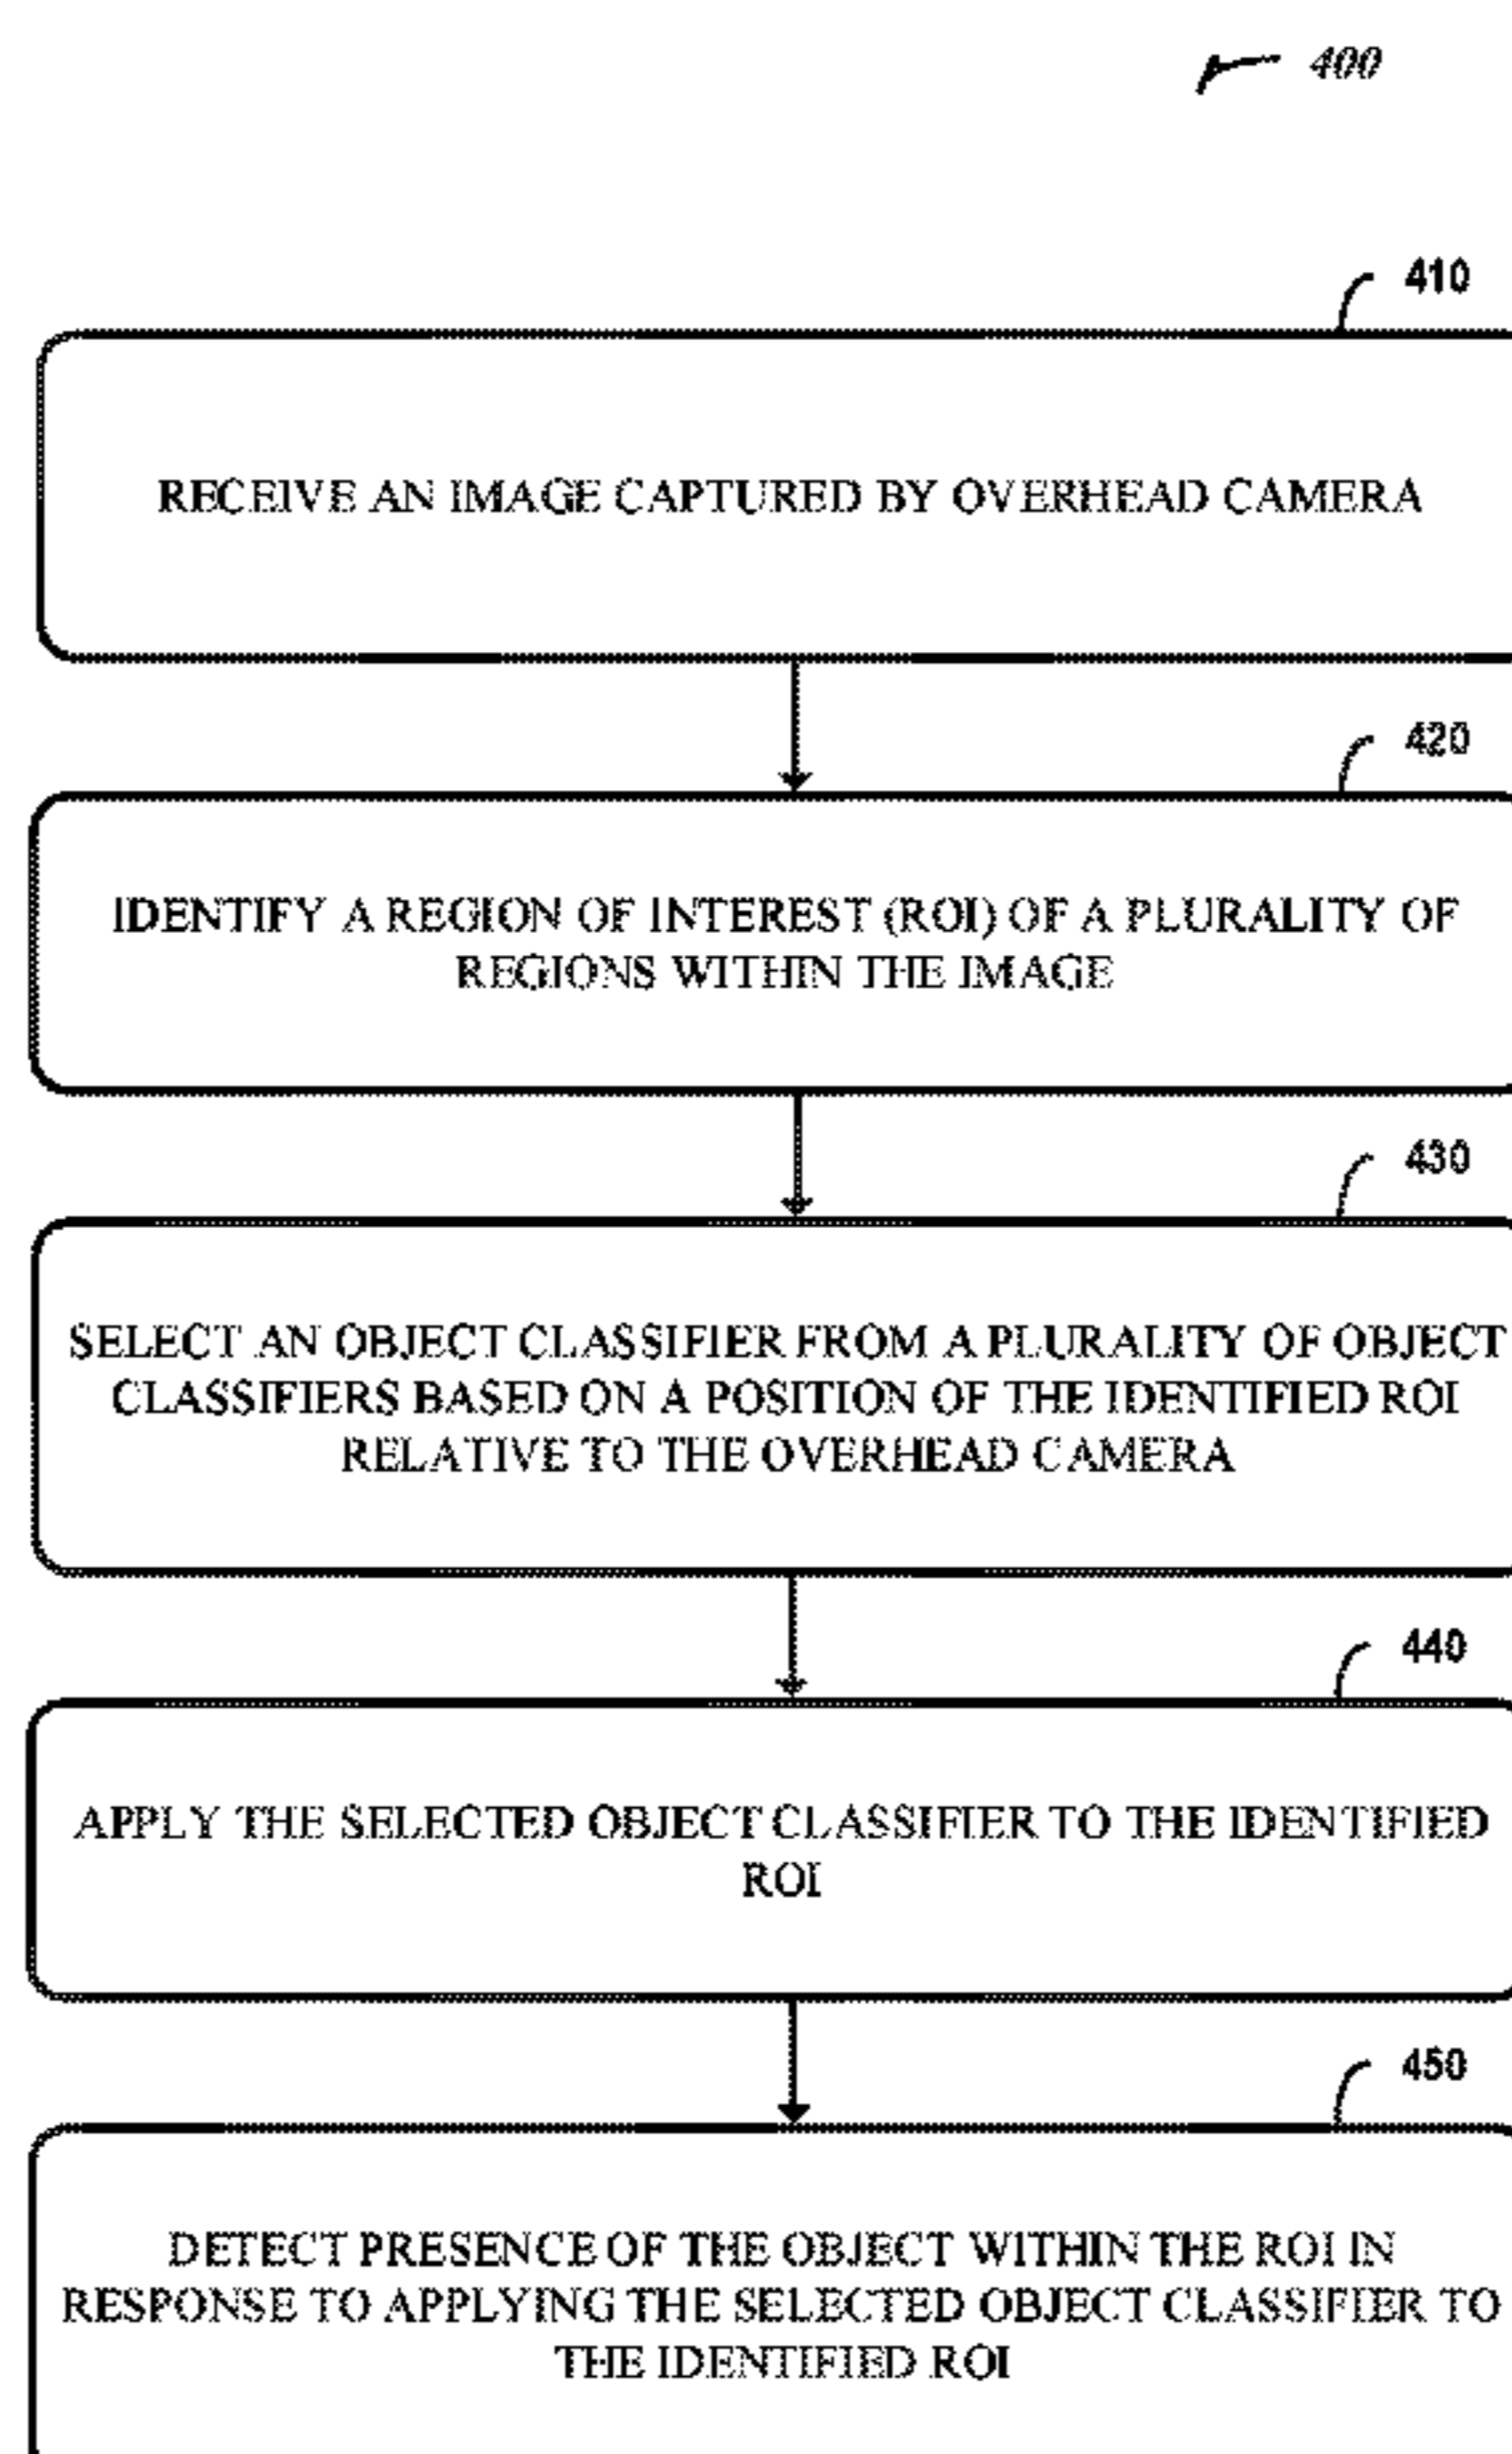 400
410
RECEIVE AN IMAGE CAPTURED BY OVERHEAD CAMERA
420
IDENTIFY A REGION OF INTEREST (ROI) OF A PLURALITY OF
REGIONS WITHIN THE IMAGE
430
SELECT AN OBJECT CLASSIFIER FROM A PLURALITY OF OBJECT
CLASSIFIERS BASED ON A POSITION OF THE IDENTIFIED ROI
RELATIVE TO THE OVERHEAD CAMERA
440
APPLY THE SELECTED OBJECT CLASSIFIER TO THE IDENTIFIED
ROI
450
DETECT PRESENCE OF THE OBJECT WITHIN THE ROI IN
RESPONSE TO APPLYING THE SELECTED OBJECT CLASSIFIER TO
THE IDENTIFIED ROI